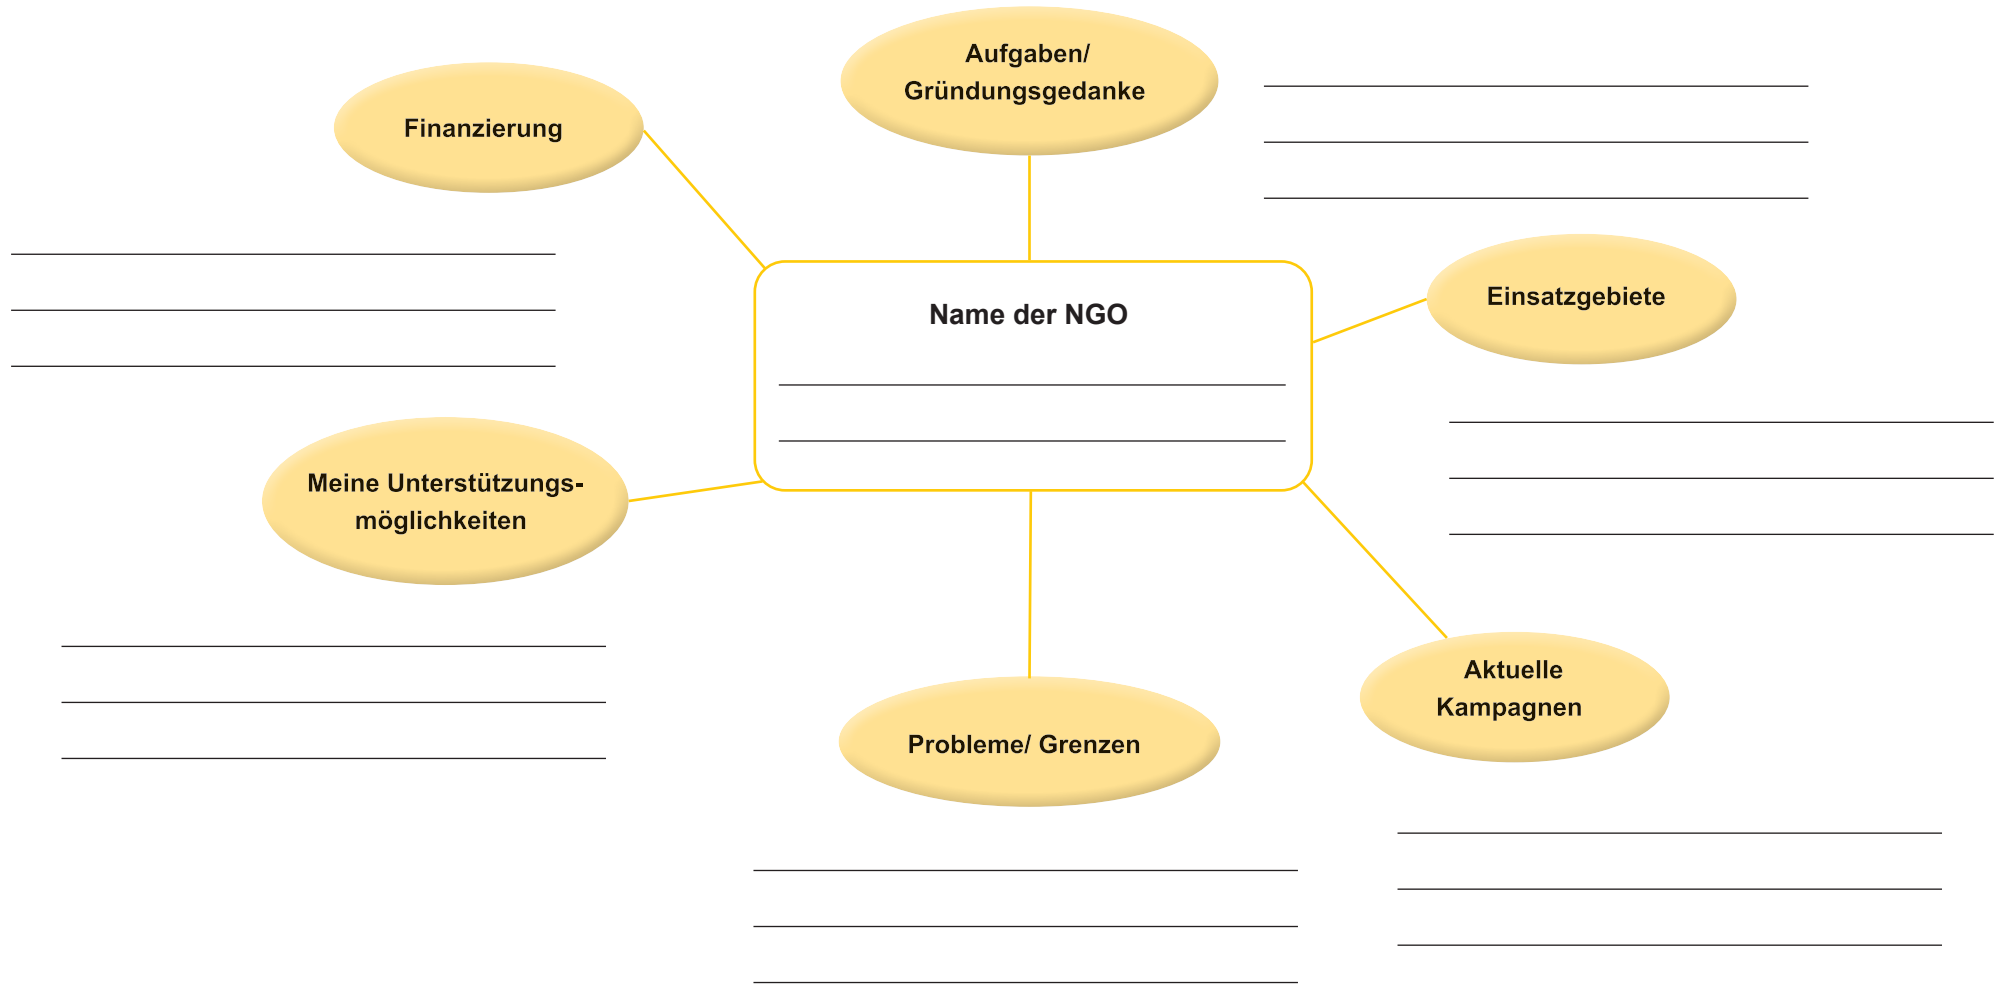 Aufgaben/
Gründungsgedanke
Finanzierung
Einsatzgebiete
Name der NGO
Meine Unterstützungs-
möglichkeiten
Aktuelle
Kampagnen
Probleme/ Grenzen